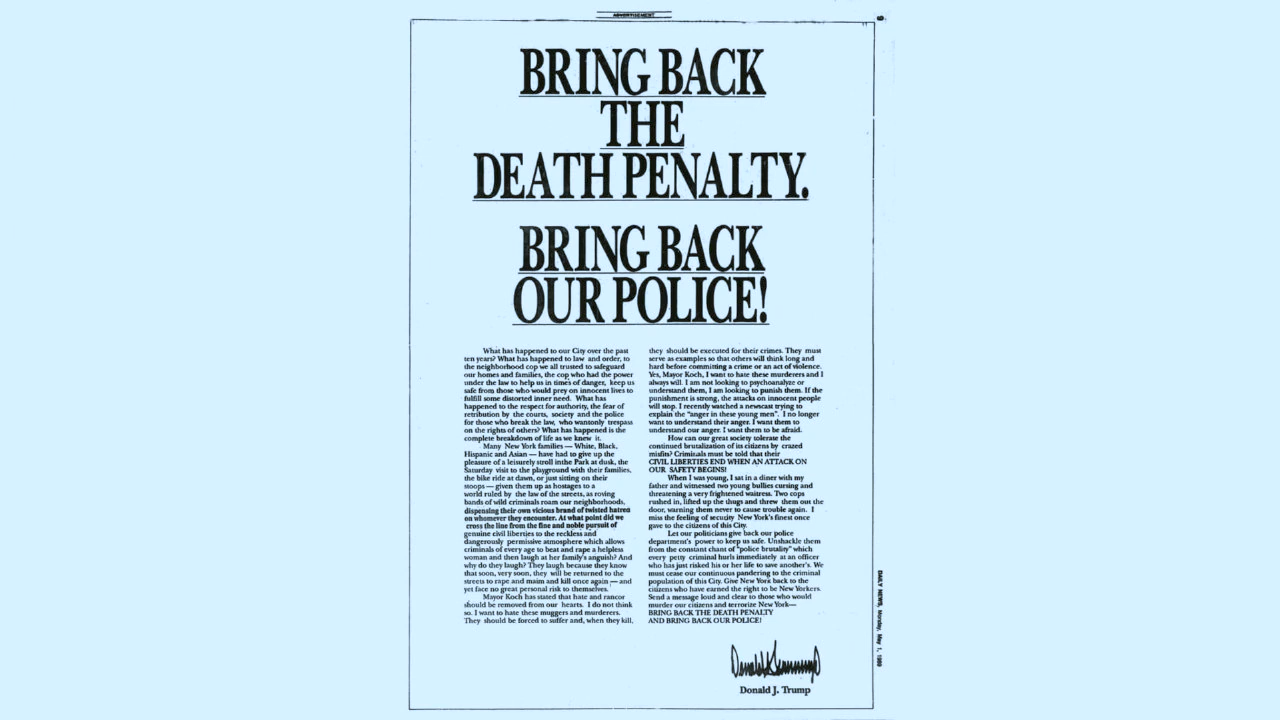 ADVERTISEMENT
9
BRING BACK
THE
DEATH PENALTY.
BRING BACK
OUR POLICE!
What has happened to our City over the past
ten years? What has happened to law and order, to
the neighborhood cop we all trusted to safeguard
our homes and families, the cop who had the power
under the law to help us in times of danger, keep us
safe from those who would prey on innocent lives to
fulfill some distorted inner need. What has
happened to the respect for authority, the fear of
retribution by the courts, society and the police
for those who break the law, who wantonly trespass
on the rights of others? What has happened is the
complete breakdown of life as we knew it.
Many New York families — White, Black,
Hispanic and Asian — have had to give up the
pleasure of a leisurely stroll inthe Park at dusk, the
Saturday visit to the playground with their families,
the bike ride at dawn, or just sitting on their
stoops — given them up as hostages to a
world ruled by the law of the streets, as roving
bands of wild criminals roam our neighborhoods,
dispensing their own vicious brand of twisted hatred
on whomever they encounter. At what point did we
cross the line from the fine and noble pursuit of
genuine civil liberties to the reckless and
dangerously permissive atmosphere which allows
criminals of every age to beat and rape a helpless
woman and then laugh at her family's anguish? And
why do they laugh? They laugh because they know
that soon, very soon, they will be returned to the
streets to rape and maim and kill once again — and
yet face no great personal risk to themselves.
Mayor Koch has stated that hate and rancor
should be removed from our hearts. I do not think
so. I want to hate these muggers and murderers.
They should be forced to suffer and, when they kill,
they should be executed for their crimes. They must
serve as examples so that others will think long and
hard before committing a crime or an act of violence.
Yes, Mayor Koch, I want to hate these murderers and I
always will. I am not looking to psychoanalyze or
understand them, I am looking to punish them. If the
punishment is strong, the attacks on innocent people
will stop. I recently watched a newscast trying to
explain the "anger in these young men". I no longer
want to understand their anger. I want them to
understand our anger. I want them to be afraid.
How can our great society tolerate the
continued brutalization of its citizens by crazed
misfits? Criminals must be told that their
CIVIL LIBERTIES END WHEN AN ATTACK ON
OUR SAFETY BEGINS!
When I was young, I sat in a diner with my
father and witnessed two young bullies cursing and
threatening a very frightened waitress. Two cops
rushed in, lifted up the thugs and threw them out the
door, warning them never to cause trouble again. I
miss the feeling of security New York's finest once
gave to the citizens of this City.
Let our politicians give back our police
department's power to keep us safe. Unshackle them
from the constant chant of "police brutality" which
every petty criminal hurls immediately at an officer
who has just risked his or her life to save another's. We
must cease our continuous pandering to the criminal
population of this City. Give New York back to the
citizens who have earned the right to be New Yorkers.
Send a message loud and clear to those who would
murder our citizens and terrorize New York—
BRING BACK THE DEATH PENALTY
AND BRING BACK OUR POLICE!
Donald J. Trump
Donald J. Trump
DAILY NEWS, Monday, May 1, 1989